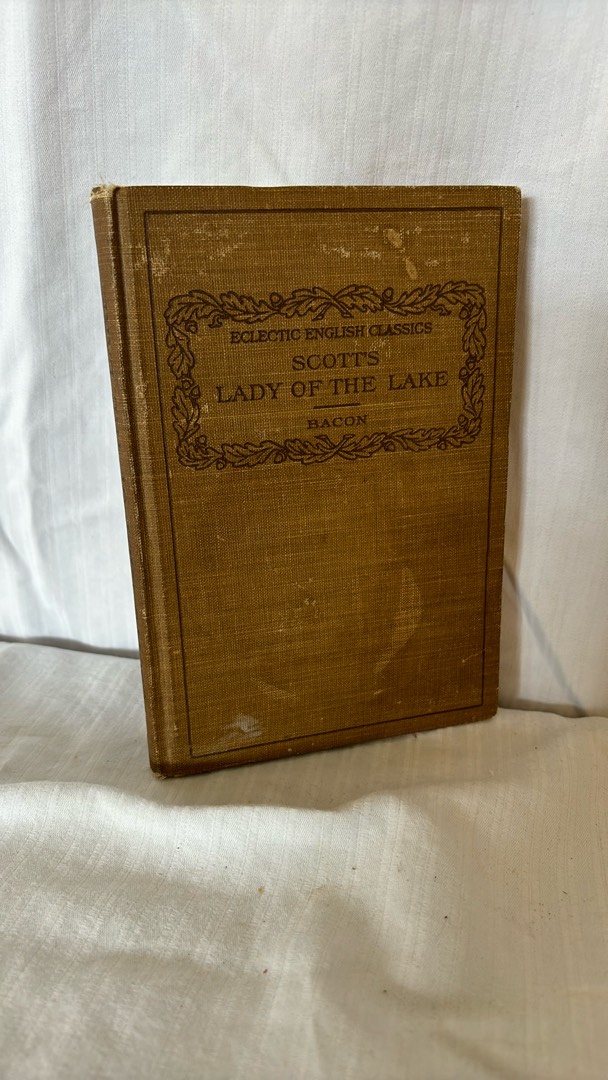 ECLECTIC ENGLISH CLASSICS
SCOTT'S
LADY OF THE LAKE
BACON